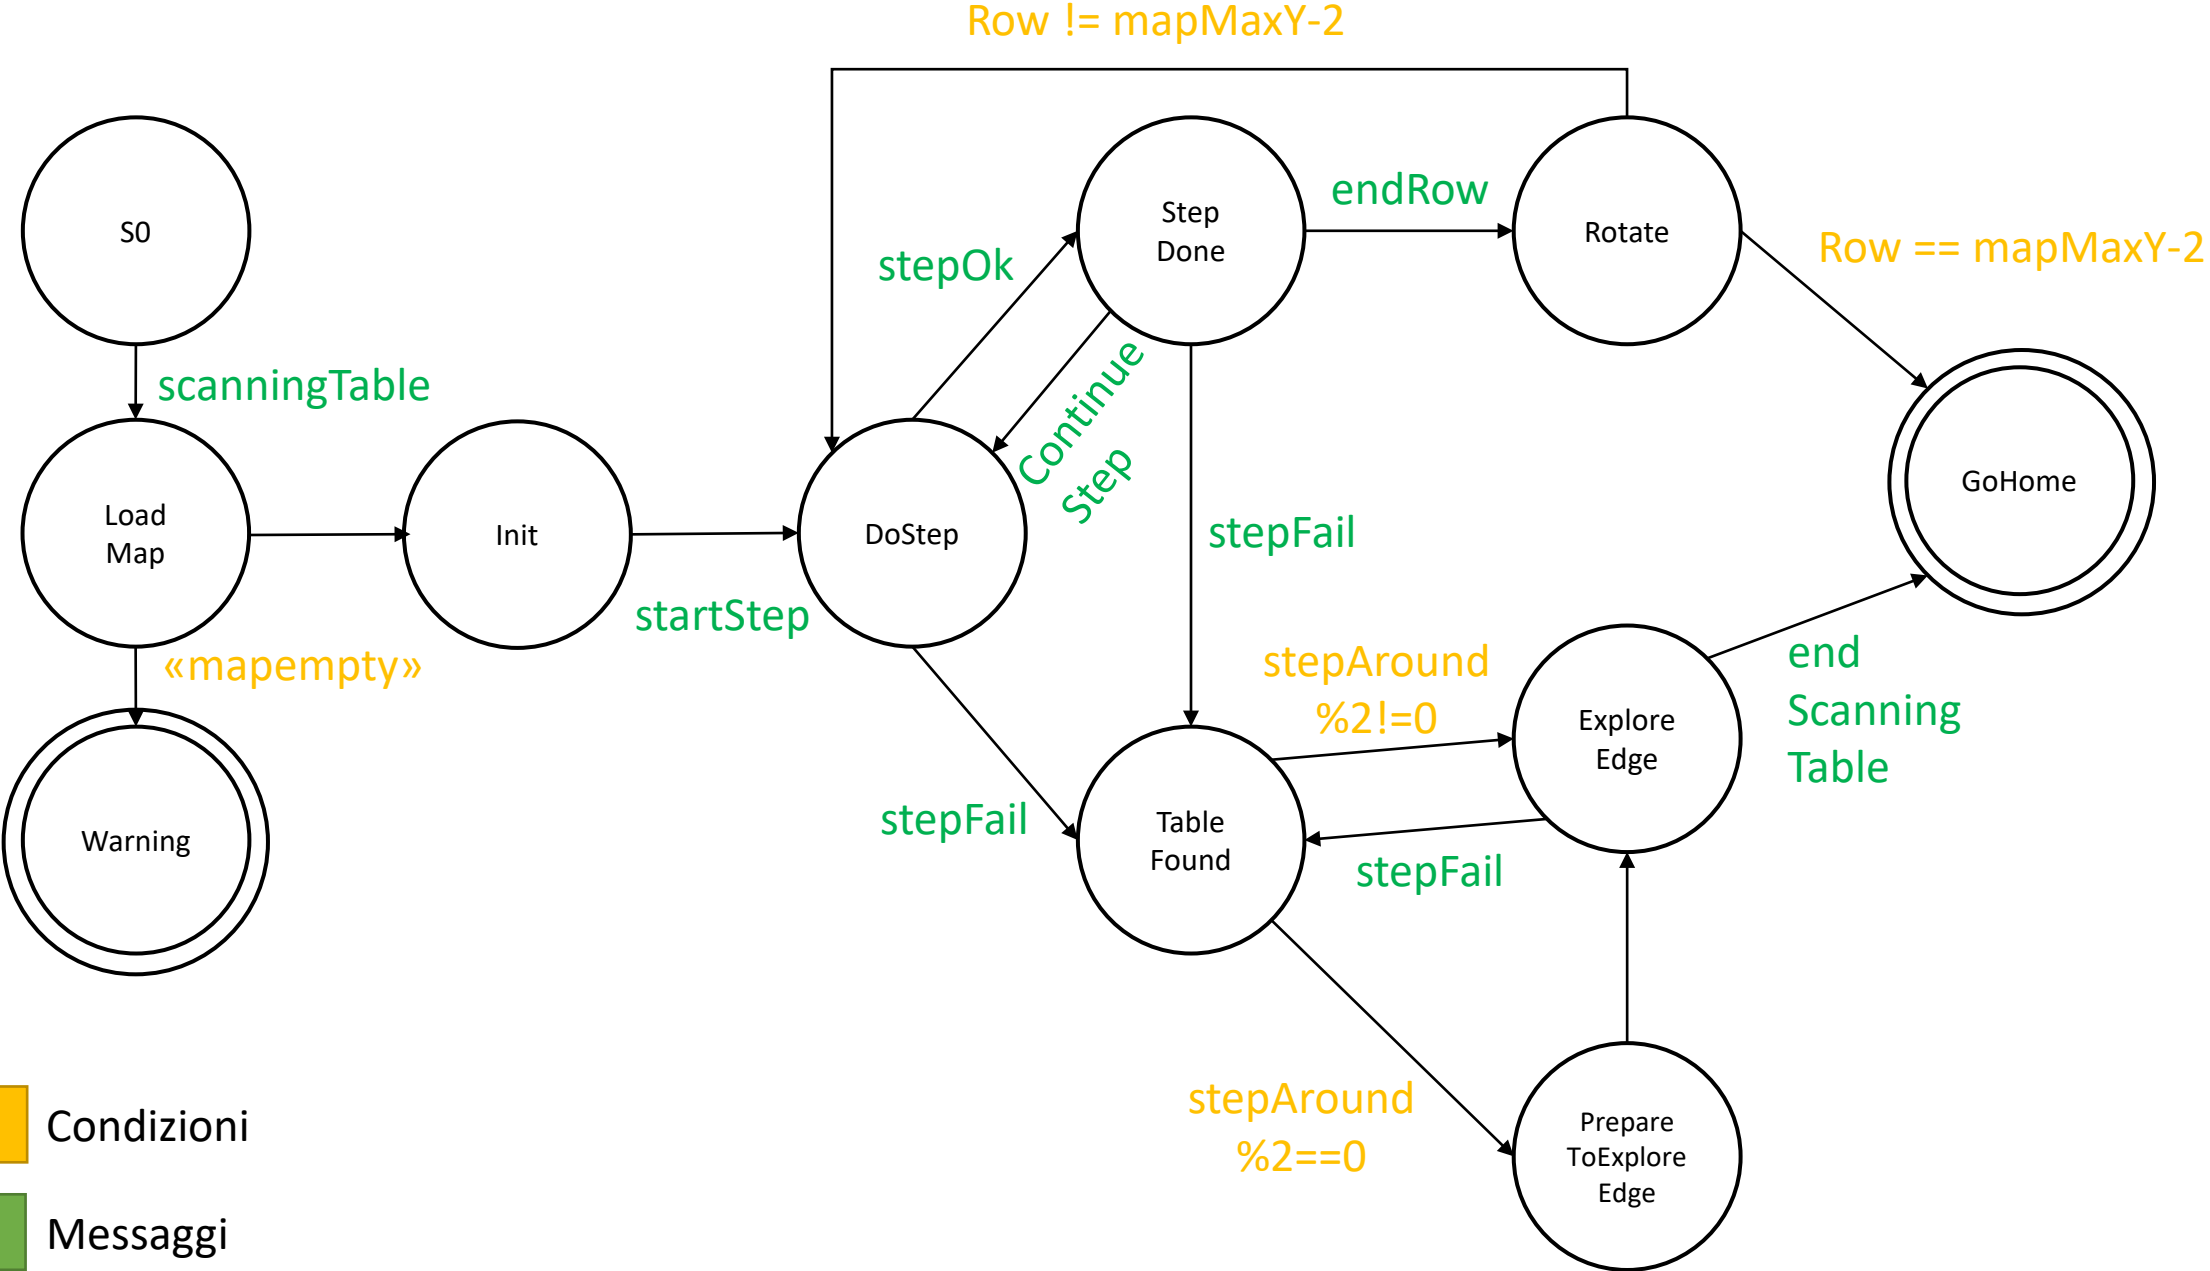 Row != mapMaxY-2
S0
Step
Done
endRow
Rotate
Row == mapMaxY-2
stepOk
scanningTable
Continue
Step
GoHome
Load
Map
Init
DoStep
stepFail
startStep
«mapempty»
stepAround
%2!=0
end
Scanning
Table
Explore
Edge
Warning
stepFail
Table
Found
stepFail
stepAround
%2==0
Prepare
ToExplore
Edge
Condizioni
Messaggi